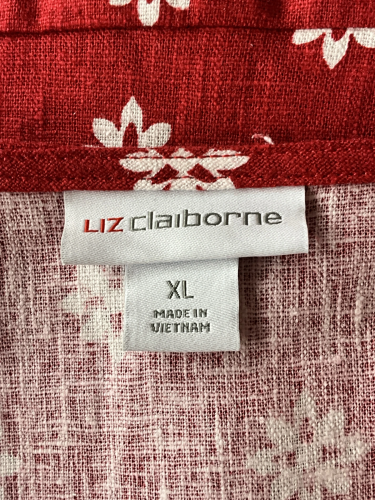 LIZ claiborne
XL
MADE IN
VIETNAM